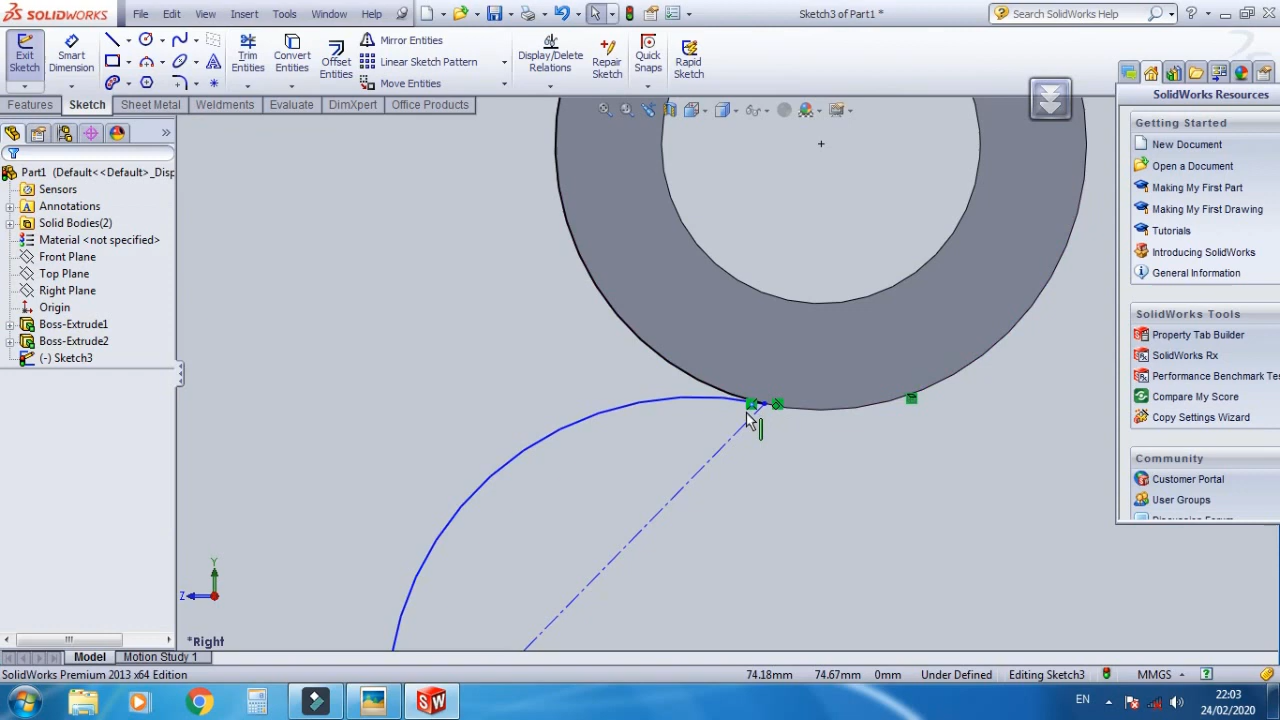 SOLIDWORKS
File Edit View Insert Tools Window Help
Sketch3 of Part1 *
Search SolidWorks Help
Exit Sketch
Smart Dimension
Trim Entities
Convert Entities
Offset Entities
Mirror Entities
Linear Sketch Pattern
Move Entities
Display/Delete Relations
Repair Sketch
Quick Snaps
Rapid Sketch
Features Sketch Sheet Metal Weldments Evaluate DimXpert Office Products
SolidWorks Resources
Getting Started
New Document
Open a Document
Making My First Part
Making My First Drawing
Tutorials
Introducing SolidWorks
General Information
SolidWorks Tools
Property Tab Builder
SolidWorks Rx
Performance Benchmark Tes
Compare My Score
Copy Settings Wizard
Community
Customer Portal
User Groups
Part1 (Default<<Default>_Disp
Sensors
Annotations
Solid Bodies(2)
Material <not specified>
Front Plane
Top Plane
Right Plane
Origin
Boss-Extrude1
Boss-Extrude2
(-) Sketch3
Y
Z
*Right
Model Motion Study 1
SolidWorks Premium 2013 x64 Edition 74.18mm 74.67mm 0mm Under Defined Editing Sketch3 MMGS
EN
22:03
24/02/2020